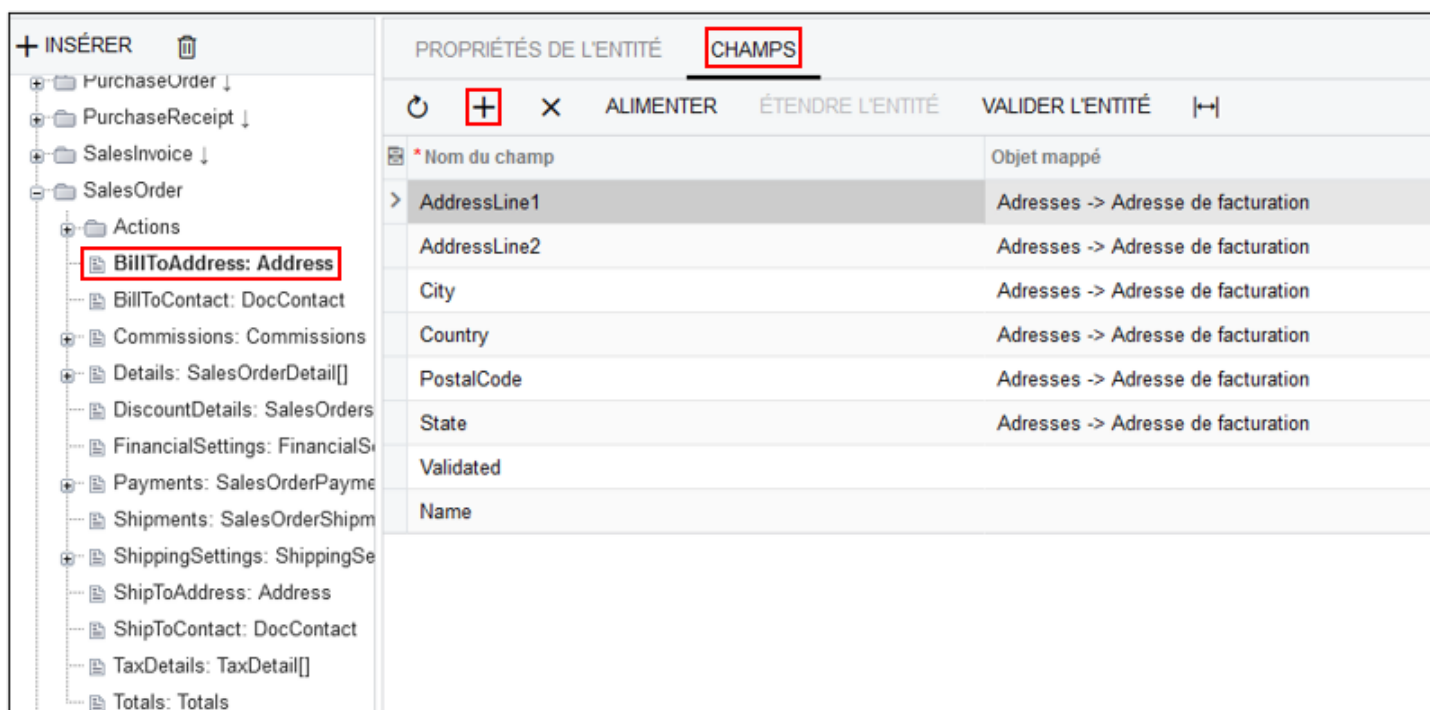 INSÉRER
PurchaseOrder ↓
PurchaseReceipt ↓
SalesInvoice ↓
SalesOrder
Actions
BillToAddress: Address
BillToContact: DocContact
Commissions: Commissions
Details: SalesOrderDetail[]
DiscountDetails: SalesOrders
FinancialSettings: FinancialSe
Payments: SalesOrderPayme
Shipments: SalesOrderShipm
ShippingSettings: ShippingSe
ShipToAddress: Address
ShipToContact: DocContact
TaxDetails: TaxDetail[]
Totals: Totals
PROPRIÉTÉS DE L'ENTITÉ CHAMPS
ALIMENTER ÉTENDRE L'ENTITÉ VALIDER L'ENTITÉ
* Nom du champ Objet mappé
AddressLine1 Adresses -> Adresse de facturation
AddressLine2 Adresses -> Adresse de facturation
City Adresses -> Adresse de facturation
Country Adresses -> Adresse de facturation
PostalCode Adresses -> Adresse de facturation
State Adresses -> Adresse de facturation
Validated
Name